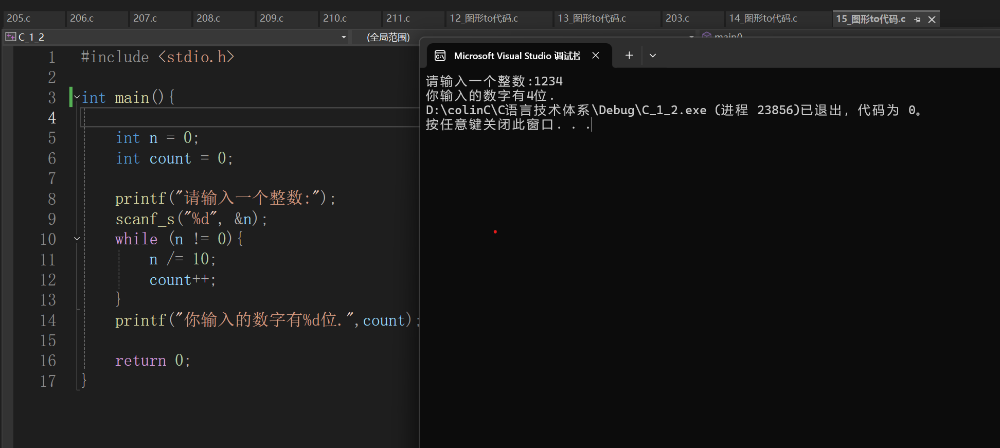 205.c 206.c 207.c 208.c 209.c 210.c 211.c 12_图形to代码.c 13_图形to代码.c 203.c 14_图形to代码.c 15_图形to代码.c
C_1_2 (全局范围) main()
1 #include <stdio.h>
2
3 int main(){
4
5 int n = 0;
6 int count = 0;
7
8 printf("请输入一个整数:");
9 scanf_s("%d", &n);
10 while (n != 0){
11 n /= 10;
12 count++;
13 }
14 printf("你输入的数字有%d位.",count);
15
16 return 0;
17 }
Microsoft Visual Studio 调试控
请输入一个整数:1234
你输入的数字有4位.
D:\colinC\C语言技术体系\Debug\C_1_2.exe (进程 23856)已退出，代码为 0。
按任意键关闭此窗口. . .